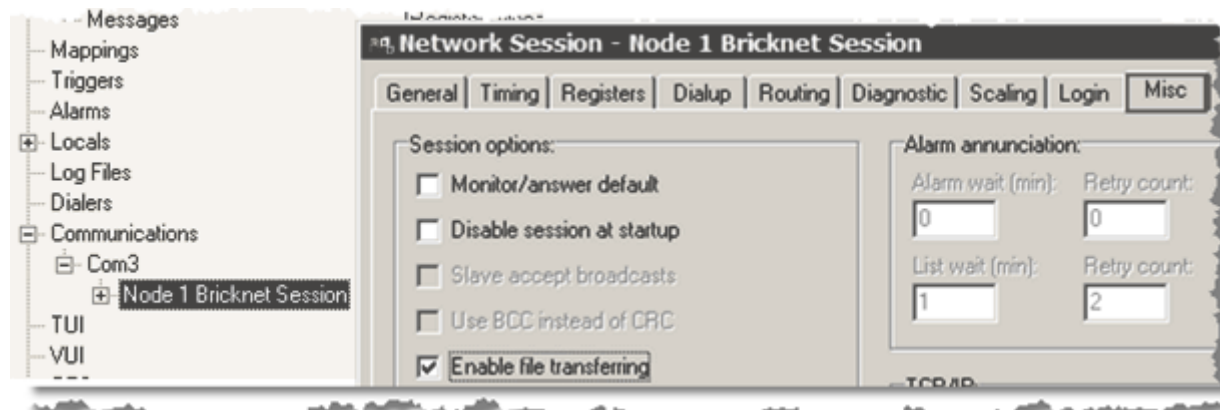 Messages
Mappings
Triggers
Alarms
Locals
Log Files
Dialers
Communications
Com3
Node 1 Bricknet Session
TUI
VUI
Network Session - Node 1 Bricknet Session
General Timing Registers Dialup Routing Diagnostic Scaling Login Misc
Session options:
Monitor/answer default
Disable session at startup
Slave accept broadcasts
Use BCC instead of CRC
Enable file transferring
Alarm annunciation:
Alarm wait (min): Retry count:
0 0
List wait (min): Retry count:
1 2
TCP/IP: